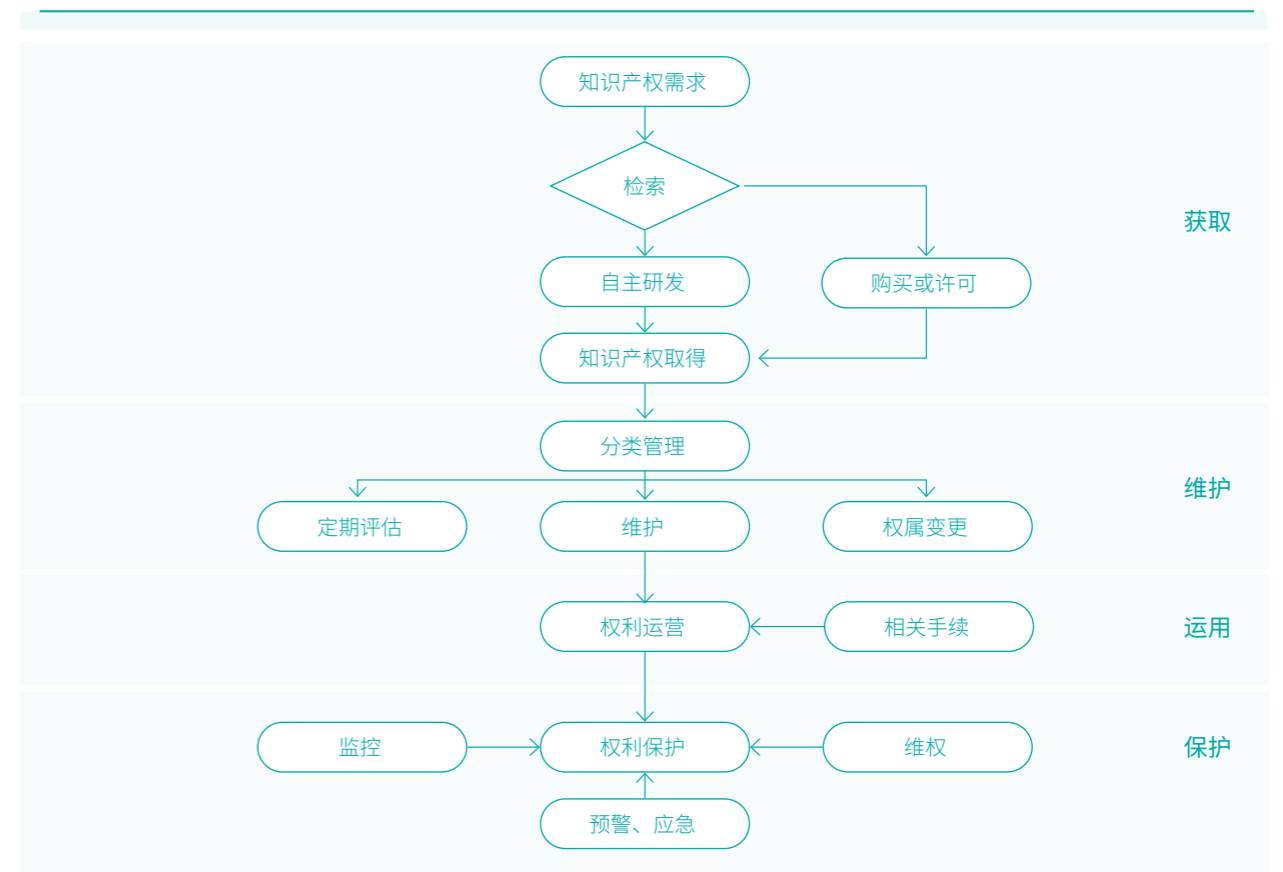 知识产权需求
检索
获取
自主研发
购买或许可
知识产权取得
分类管理
维护
定期评估
维护
权属变更
权利运营
相关手续
运用
监控
权利保护
维权
保护
预警、应急